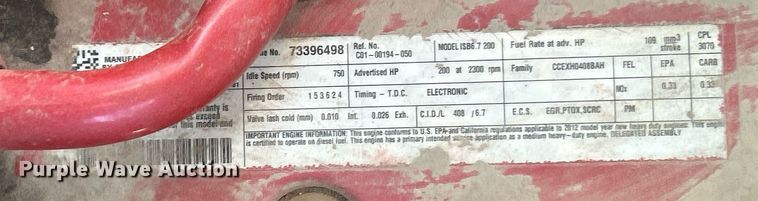 MANUFA
ne No. 73396498
Ref. No.
C01-00194-050
MODEL ISB6.7 200
Fuel Rate at adv. HP 109 mm3
stroke
CPL
3070
Idle Speed (rpm) 750
Advertised HP 200 at 2300 rpm
Family CCEXH0408BAH
FEL
EPA
CARB
Firing Order 153624
Timing - T.D.C. ELECTRONIC
NOx 0.33 0.33
Valve lash cold (mm) 0.010 Int. 0.026 Exh.
C.I.D./L 408 /6.7
E.C.S. EGR,PTOX,SCRC
PM
ranty is
exceed
this model and
IMPORTANT ENGINE INFORMATION: This engine conforms to U.S. EPA and California regulations applicable to 2012 model year new heavy duty engines. This engine
is certified to operate on diesel fuel. This engine has a primary intended service application as a medium heavy-duty engine. DELEGATED ASSEMBLY
Purple Wave Auction